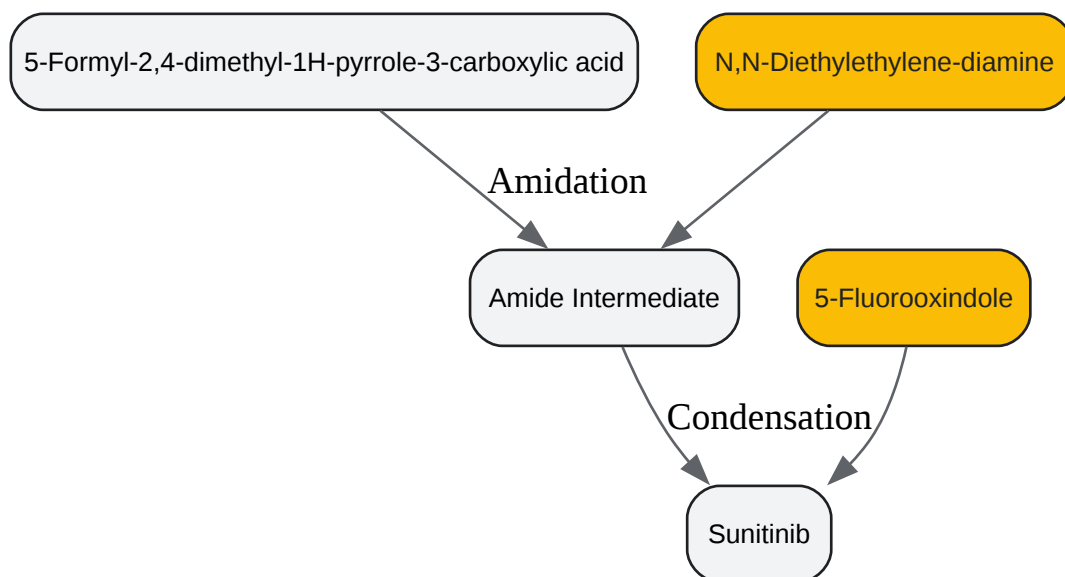 5-Formyl-2,4-dimethyl-1H-pyrrole-3-carboxylic acid
N,N-Diethylethylene-diamine
Amidation
Amide Intermediate
5-Fluorooxindole
Condensation
Sunitinib